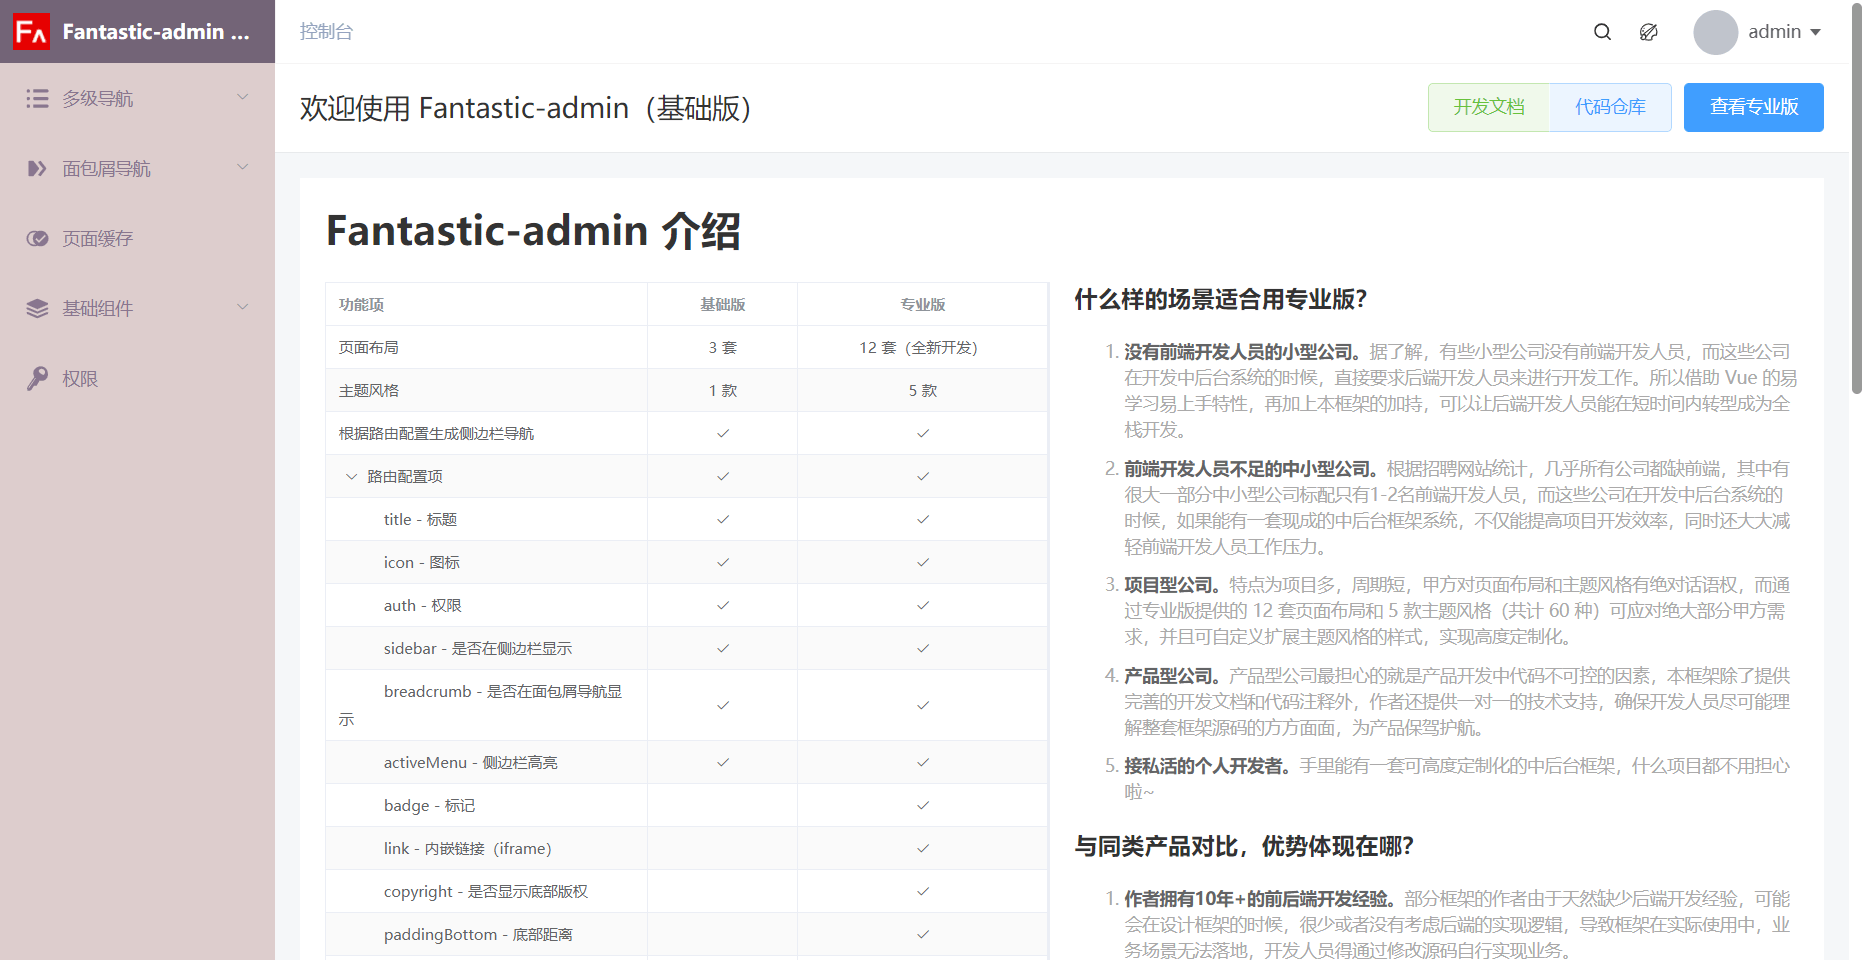 Fantastic-admin ...
控制台
admin
多级导航
面包屑导航
页面缓存
基础组件
权限
欢迎使用 Fantastic-admin（基础版）
开发文档
代码仓库
查看专业版
Fantastic-admin 介绍
功能项 基础版 专业版
页面布局 3 套 12 套（全新开发）
主题风格 1 款 5 款
根据路由配置生成侧边栏导航
路由配置项
title - 标题
icon - 图标
auth - 权限
sidebar - 是否在侧边栏显示
breadcrumb - 是否在面包屑导航显
示
activeMenu - 侧边栏高亮
badge - 标记
link - 内嵌链接（iframe）
copyright - 是否显示底部版权
paddingBottom - 底部距离
什么样的场景适合用专业版？
1. 没有前端开发人员的小型公司。据了解，有些小型公司没有前端开发人员，而这些公司
在开发中后台系统的时候，直接要求后端开发人员来进行开发工作。所以借助 Vue 的易
学习易上手特性，再加上本框架的加持，可以让后端开发人员能在短时间内转型成为全
栈开发。
2. 前端开发人员不足的中小型公司。根据招聘网站统计，几乎所有公司都缺前端，其中有
很大一部分中小型公司标配只有1-2名前端开发人员，而这些公司在开发中后台系统的
时候，如果能有一套现成的中后台框架系统，不仅能提高项目开发效率，同时还大大减
轻前端开发人员工作压力。
3. 项目型公司。特点为项目多，周期短，甲方对页面布局和主题风格有绝对话语权，而通
过专业版提供的 12 套页面布局和 5 款主题风格（共计 60 种）可应对绝大部分甲方需
求，并且可自定义扩展主题风格的样式，实现高度定制化。
4. 产品型公司。产品型公司最担心的就是产品开发中代码不可控的因素，本框架除了提供
完善的开发文档和代码注释外，作者还提供一对一的技术支持，确保开发人员尽可能理
解整套框架源码的方方面面，为产品保驾护航。
5. 接私活的个人开发者。手里能有一套可高度定制化的中后台框架，什么项目都不用担心
啦~
与同类产品对比，优势体现在哪？
1. 作者拥有10年+的前后端开发经验。部分框架的作者由于天然缺少后端开发经验，可能
会在设计框架的时候，很少或者没有考虑后端的实现逻辑，导致框架在实际使用中，业
务场景无法落地，开发人员得通过修改源码自行实现业务。